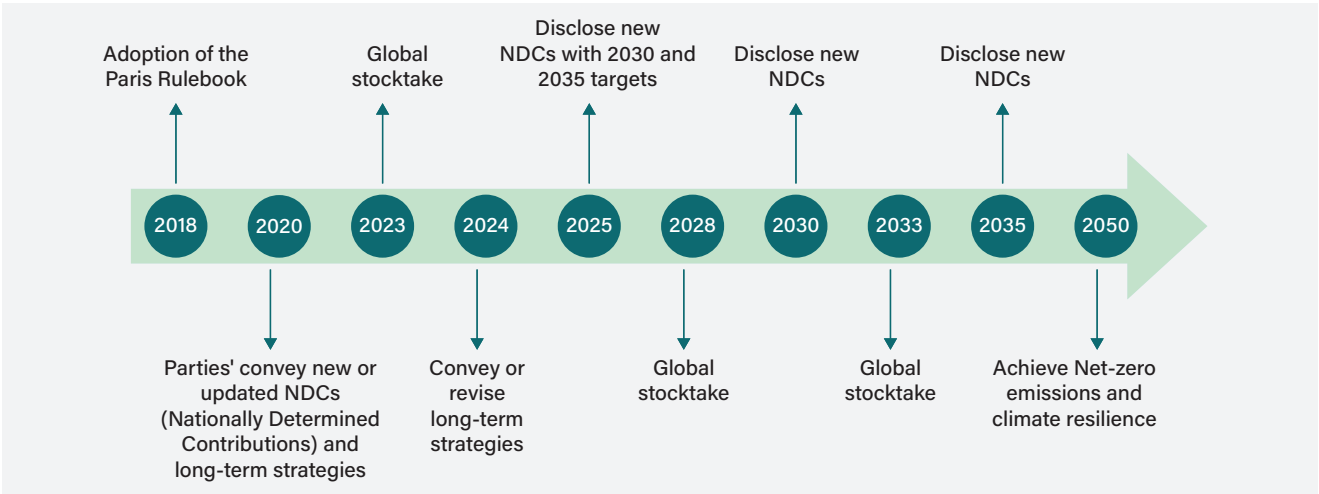 Adoption of the
Paris Rulebook
Global
stocktake
Disclose new
NDCs with 2030 and
2035 targets
Disclose new
NDCs
Disclose new
NDCs
2018
2020
2023
2024
2025
2028
2030
2033
2035
2050
Parties' convey new or
updated NDCs
(Nationally Determined
Contributions) and
long-term strategies
Convey or
revise
long-term
strategies
Global
stocktake
Global
stocktake
Achieve Net-zero
emissions and
climate resilience